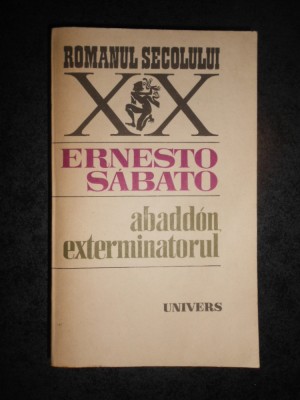 ROMANUL SECOLULUI
XX
ERNESTO
SÁBATO
abaddón,
exterminatorul
UNIVERS